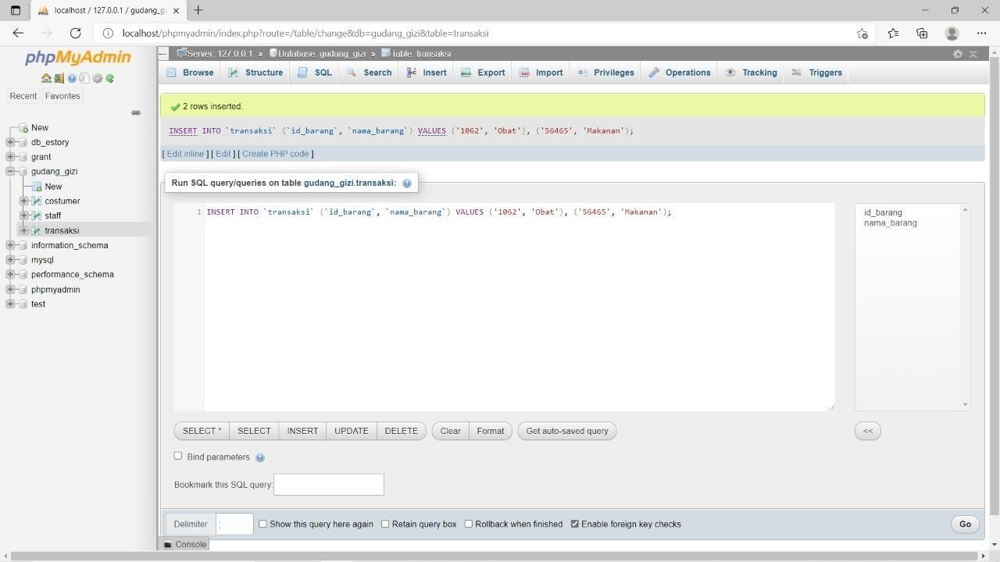 localhost / 127.0.0.1 / gudang_gi
localhost/phpmyadmin/index.php?route=/table/change&db=gudang_gizi&table=transaksi
phpMyAdmin
Recent
Favorites
New
db_estory
grant
gudang_gizi
New
costumer
staff
transaksi
information_schema
mysql
performance_schema
phpmyadmin
test
Server: 127.0.0.1 » Database: gudang_gizi » Table: transaksi
Browse Structure SQL Search Insert Export Import Privileges Operations Tracking Triggers
2 rows inserted.
INSERT INTO `transaksi` (`id_barang`, `nama_barang`) VALUES ('1062', 'Obat'), ('56465', 'Makanan');
[ Edit inline ] [ Edit ] [ Create PHP code ]
Run SQL query/queries on table gudang_gizi.transaksi:
1 INSERT INTO `transaksi` (`id_barang`, `nama_barang`) VALUES ('1062', 'Obat'), ('56465', 'Makanan');
id_barang
nama_barang
SELECT * SELECT INSERT UPDATE DELETE Clear Format Get auto-saved query <<
Bind parameters
Bookmark this SQL query:
Delimiter ; Show this query here again Retain query box Rollback when finished Enable foreign key checks Go
Console